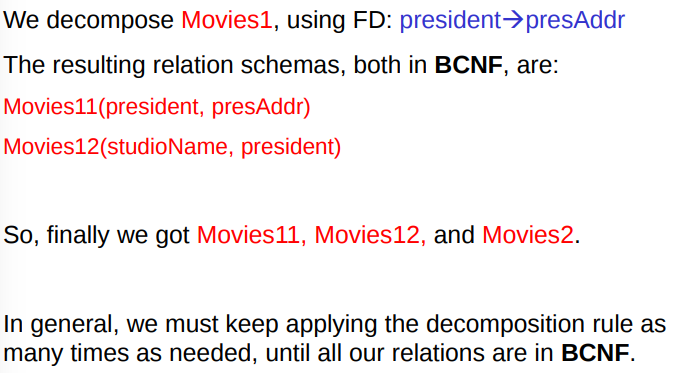 We decompose Movies1, using FD: president→presAddr
The resulting relation schemas, both in BCNF, are:
Movies11(president, presAddr)
Movies12(studioName, president)
So, finally we got Movies11, Movies12, and Movies2.
In general, we must keep applying the decomposition rule as
many times as needed, until all our relations are in BCNF.